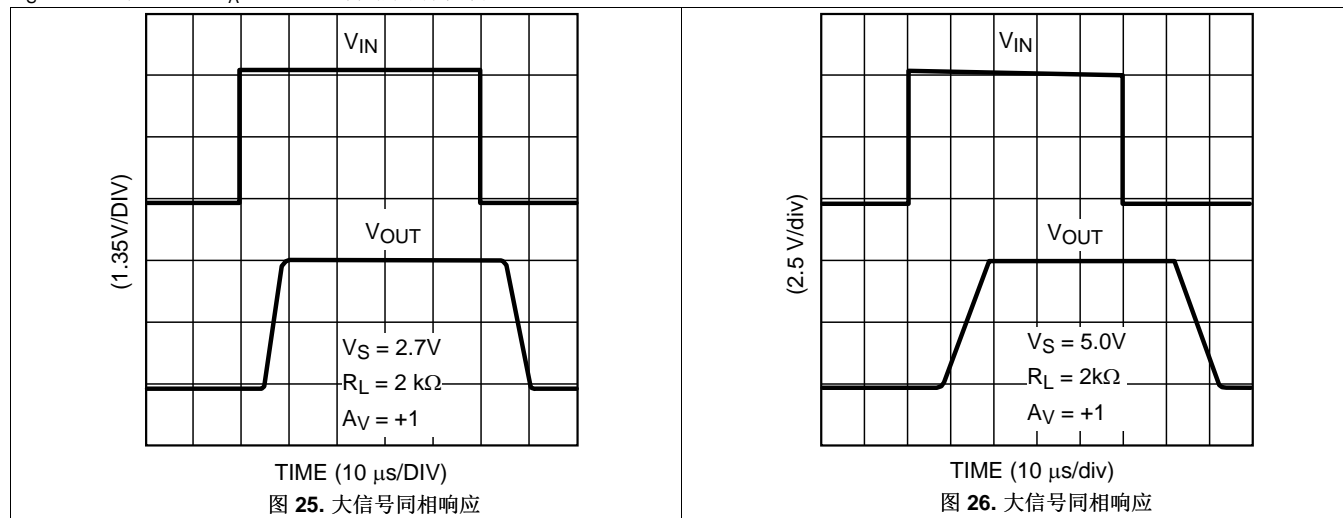 V_IN
V_OUT
(1.35V/DIV)
V_S = 2.7V
R_L = 2 kΩ
A_V = +1
TIME (10 μs/DIV)
图 25. 大信号同相响应
V_IN
V_OUT
(2.5 V/div)
V_S = 5.0V
R_L = 2kΩ
A_V = +1
TIME (10 μs/div)
图 26. 大信号同相响应